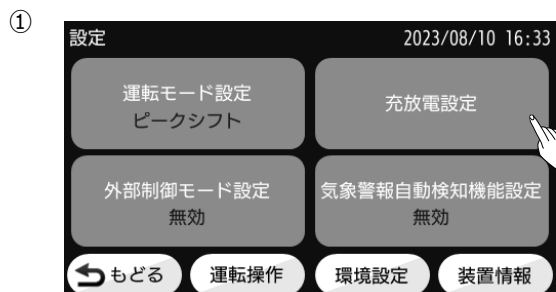 ①
設定 2023/08/10 16:33
運転モード設定
ピークシフト
充放電設定
外部制御モード設定
無効
気象警報自動検知機能設定
無効
もどる 運転操作 環境設定 装置情報